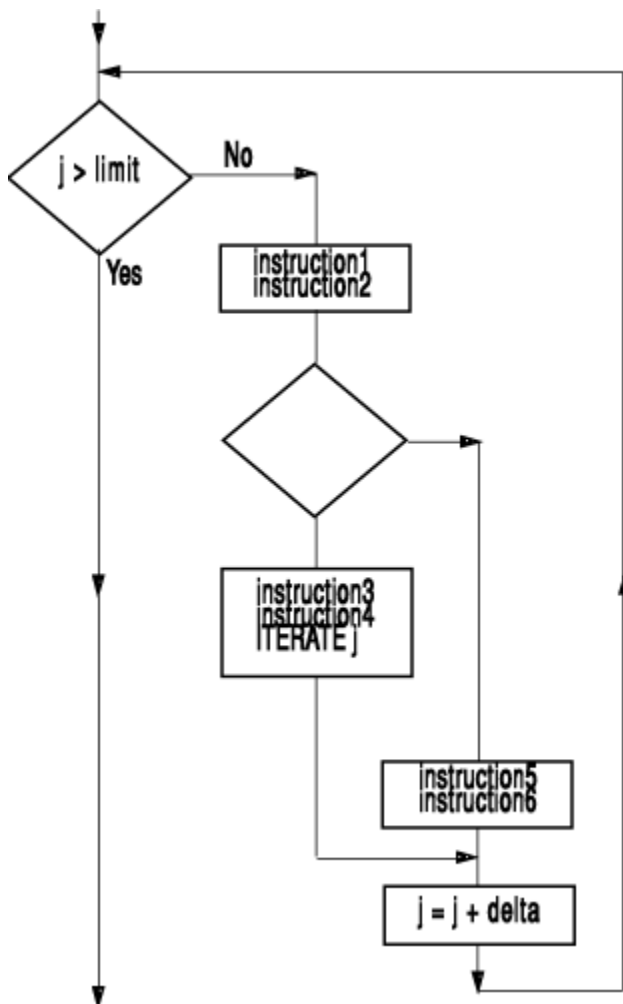 j > limit
No
Yes
instruction1
instruction2
instruction3
instruction4
ITERATE j
instruction5
instruction6
j = j + delta